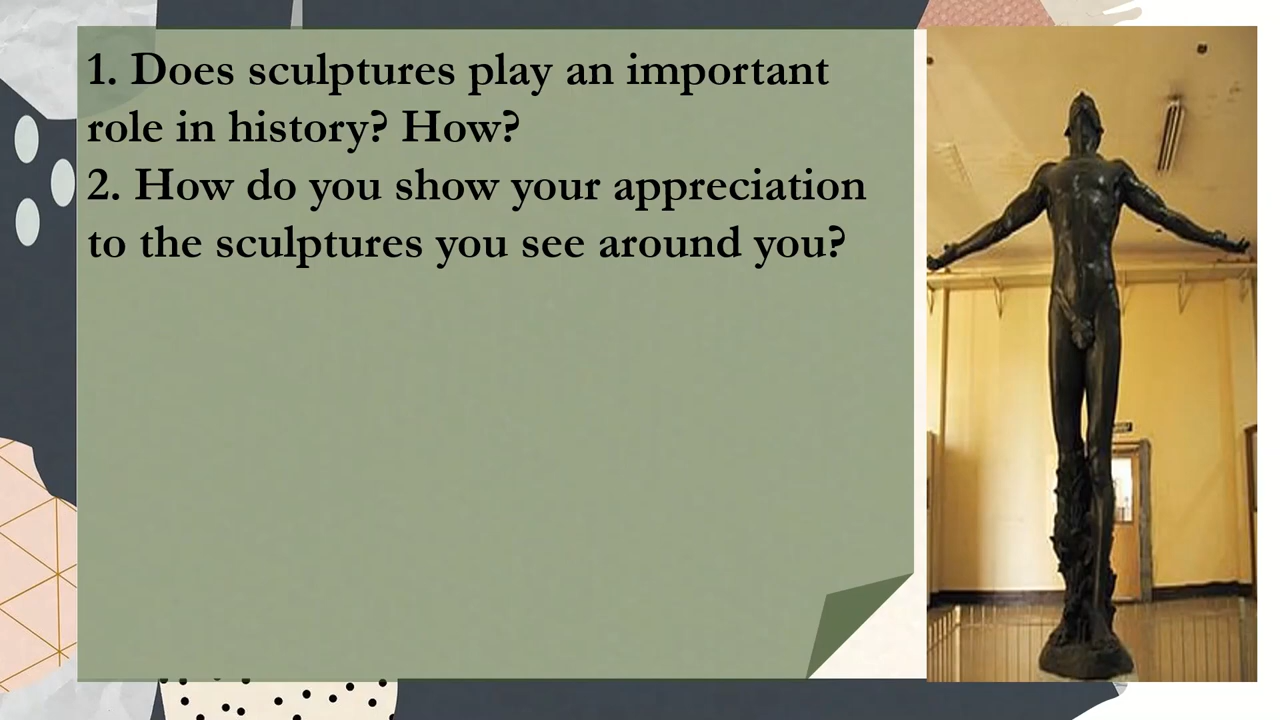 1. Does sculptures play an important
role in history? How?
2. How do you show your appreciation
to the sculptures you see around you?